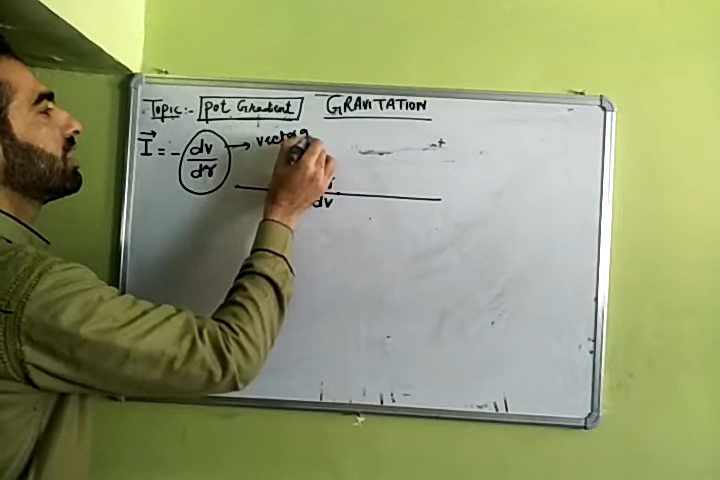 Topic:- Pot Gradient GRAVITATION
I = - dv/dr → vector
dv